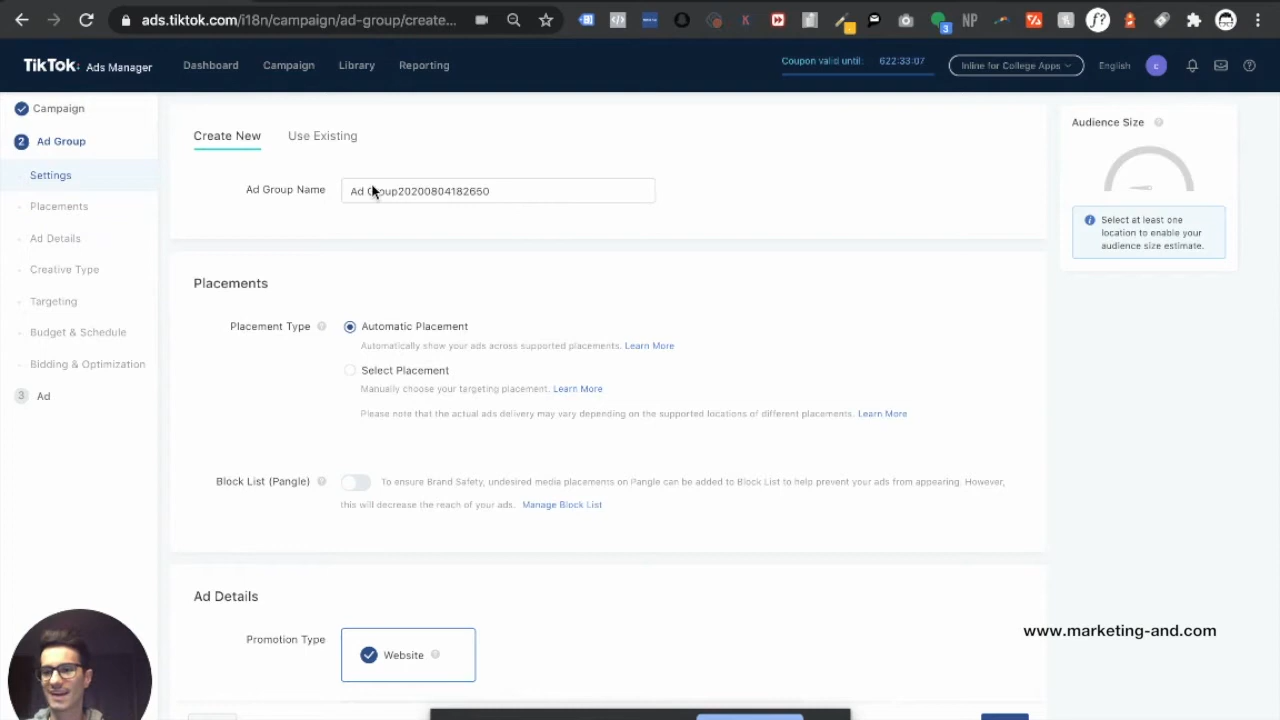 ads.tiktok.com/i18n/campaign/ad-group/create...
</>
3
K
NP
f?
TikTok: Ads Manager
Dashboard
Campaign
Library
Reporting
Coupon valid until: 622:33:07
Inline for College Apps
English
c
?
Campaign
2 Ad Group
Settings
Placements
Ad Details
Creative Type
Targeting
Budget & Schedule
Bidding & Optimization
3 Ad
Create New
Use Existing
Ad Group Name
Ad Group20200804182650
Placements
Placement Type ?
Automatic Placement
Automatically show your ads across supported placements. Learn More
Select Placement
Manually choose your targeting placement. Learn More
Please note that the actual ads delivery may vary depending on the supported locations of different placements. Learn More
Block List (Pangle) ?
To ensure Brand Safety, undesired media placements on Pangle can be added to Block List to help prevent your ads from appearing. However,
this will decrease the reach of your ads. Manage Block List
Ad Details
Promotion Type
Website ?
Audience Size ?
i Select at least one
location to enable your
audience size estimate.
www.marketing-and.com